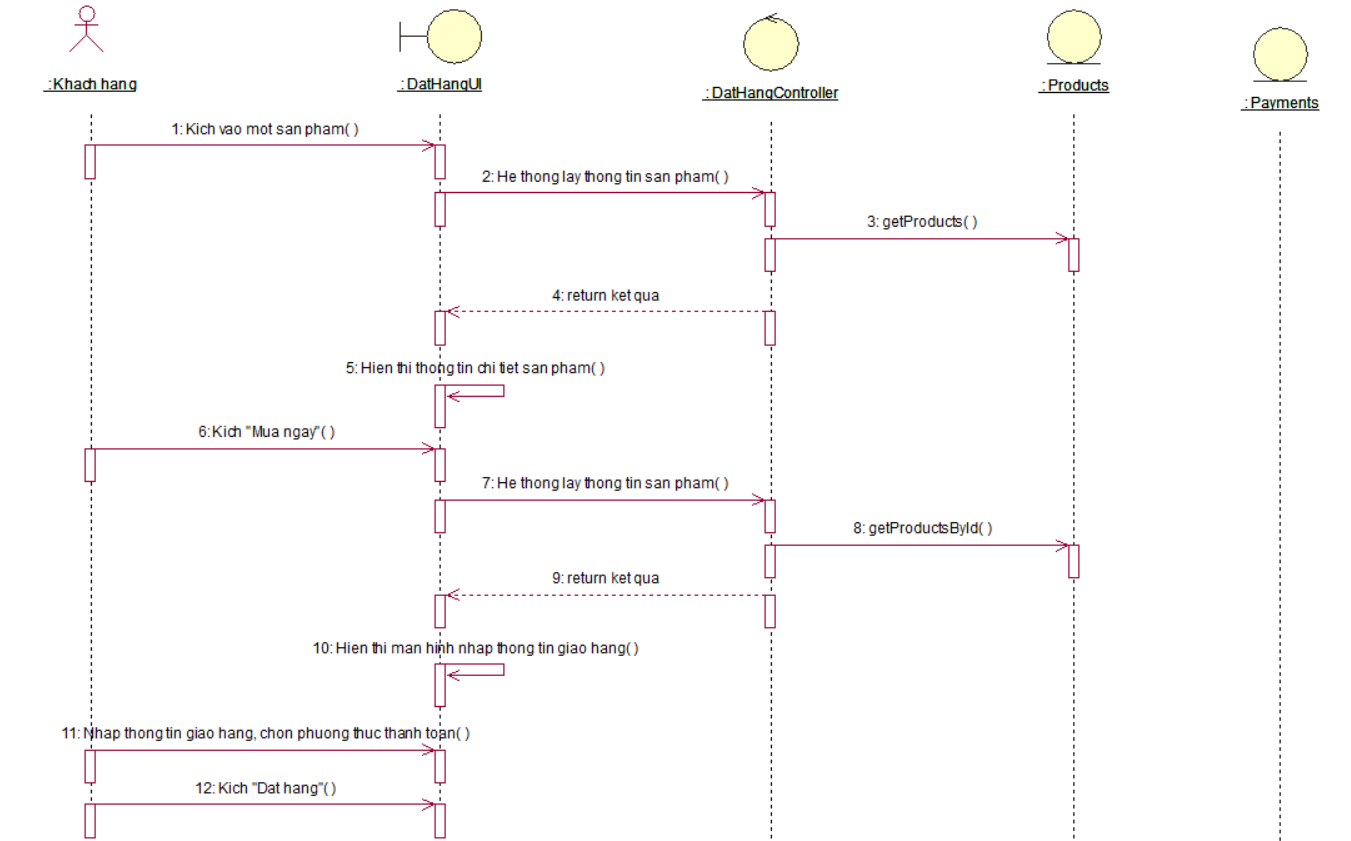 : Khach hang
: DatHangUI
: DatHangController
: Products
: Payments
1: Kich vao mot san pham( )
2: He thong lay thong tin san pham( )
3: getProducts( )
4: return ket qua
5: Hien thi thong tin chi tiet san pham( )
6: Kich "Mua ngay"( )
7: He thong lay thong tin san pham( )
8: getProductsById( )
9: return ket qua
10: Hien thi man hinh nhap thong tin giao hang( )
11: Nhap thong tin giao hang, chon phuong thuc thanh toan( )
12: Kich "Dat hang"( )